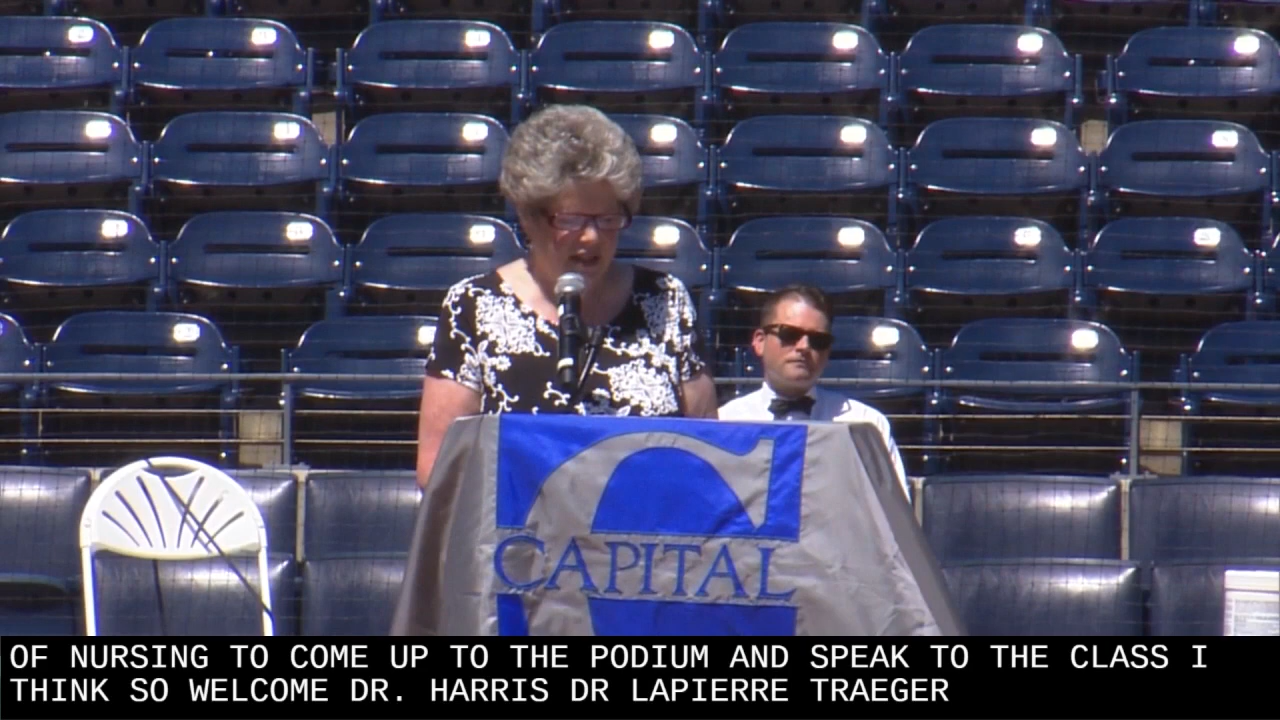 CAPITAL
OF NURSING TO COME UP TO THE PODIUM AND SPEAK TO THE CLASS I
THINK SO WELCOME DR. HARRIS DR LAPIERRE TRAEGER